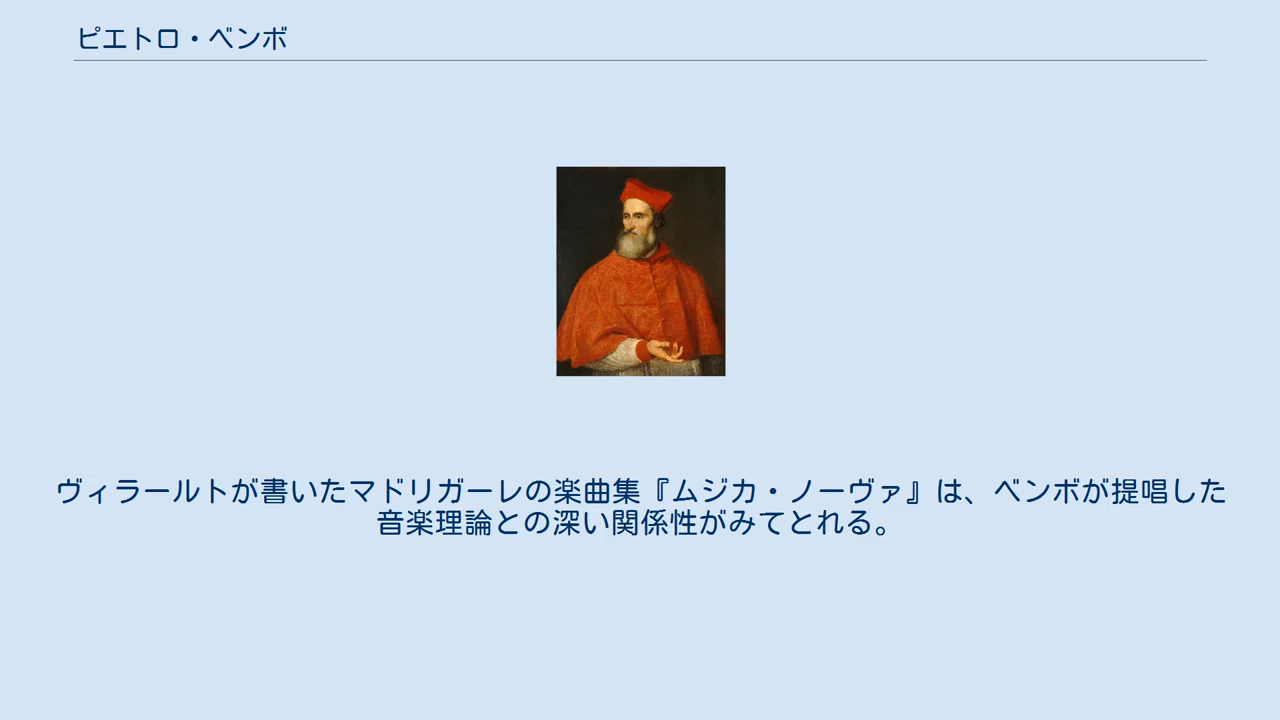 ピエトロ・ベンボ
ヴィラールトが書いたマドリガーレの楽曲集『ムジカ・ノーヴァ』は、ベンボが提唱した
音楽理論との深い関係性がみてとれる。